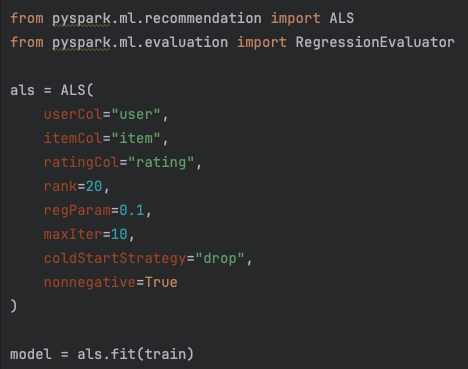 from pyspark.ml.recommendation import ALS
from pyspark.ml.evaluation import RegressionEvaluator

als = ALS(
    userCol="user",
    itemCol="item",
    ratingCol="rating",
    rank=20,
    regParam=0.1,
    maxIter=10,
    coldStartStrategy="drop",
    nonnegative=True
)

model = als.fit(train)